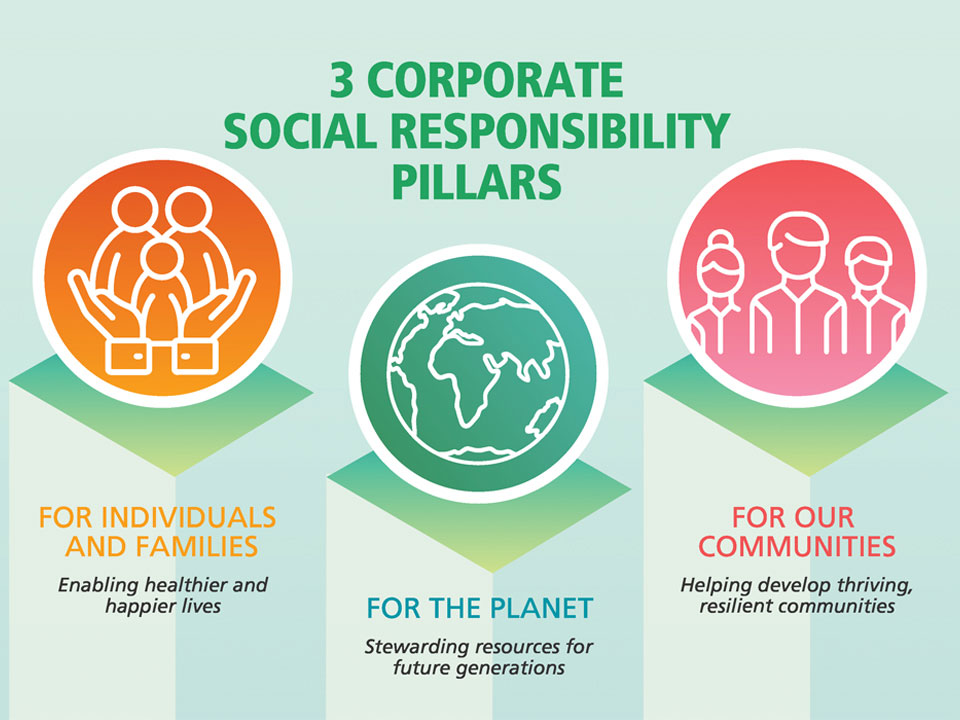 3 CORPORATE
SOCIAL RESPONSIBILITY
PILLARS
FOR INDIVIDUALS
AND FAMILIES
Enabling healthier and
happier lives
FOR THE PLANET
Stewarding resources for
future generations
FOR OUR
COMMUNITIES
Helping develop thriving,
resilient communities